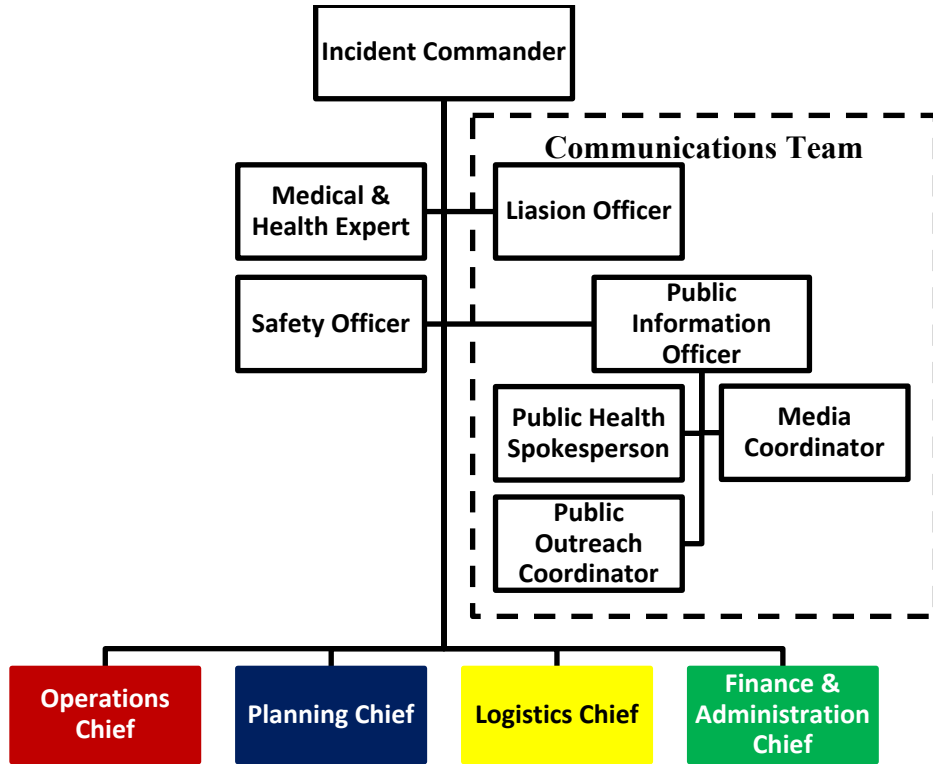 Incident Commander
Communications Team
Medical &
Health Expert
Liasion Officer
Safety Officer
Public
Information
Officer
Public Health
Spokesperson
Media
Coordinator
Public
Outreach
Coordinator
Operations
Chief
Planning Chief
Logistics Chief
Finance &
Administration
Chief